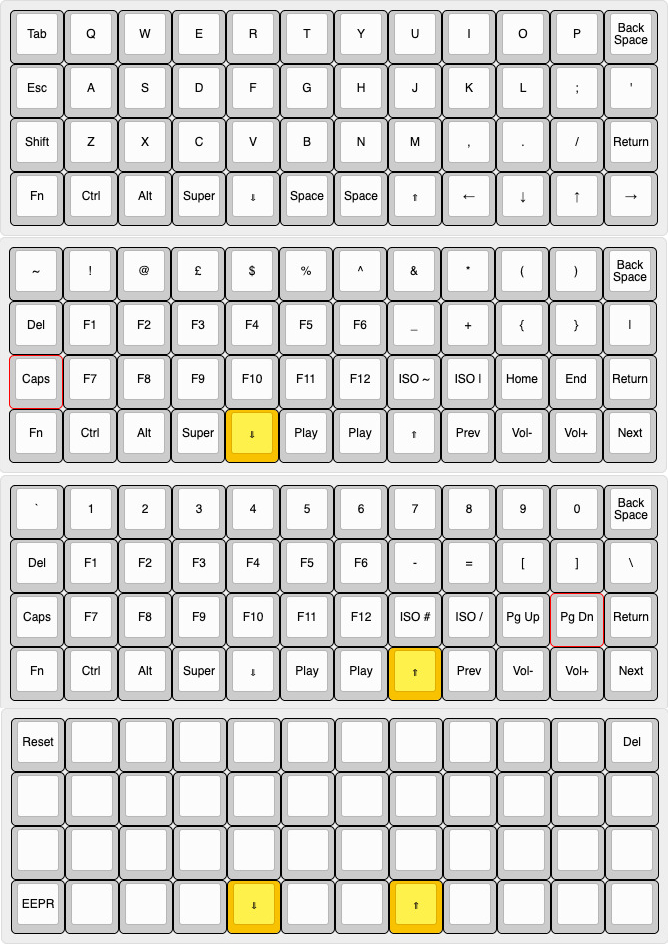 Tab Q W E R T Y U I O P Back Space
Esc A S D F G H J K L ; '
Shift Z X C V B N M , . / Return
Fn Ctrl Alt Super ⇓ Space Space ⇑ ← ↓ ↑ →
~ ! @ £ $ % ^ & * ( ) Back Space
Del F1 F2 F3 F4 F5 F6 _ + { } |
Caps F7 F8 F9 F10 F11 F12 ISO ~ ISO | Home End Return
Fn Ctrl Alt Super ⇓ Play Play ⇑ Prev Vol- Vol+ Next
` 1 2 3 4 5 6 7 8 9 0 Back Space
Del F1 F2 F3 F4 F5 F6 - = [ ] \
Caps F7 F8 F9 F10 F11 F12 ISO # ISO / Pg Up Pg Dn Return
Fn Ctrl Alt Super ⇓ Play Play ⇑ Prev Vol- Vol+ Next
Reset Del
EEPR ⇓ ⇑